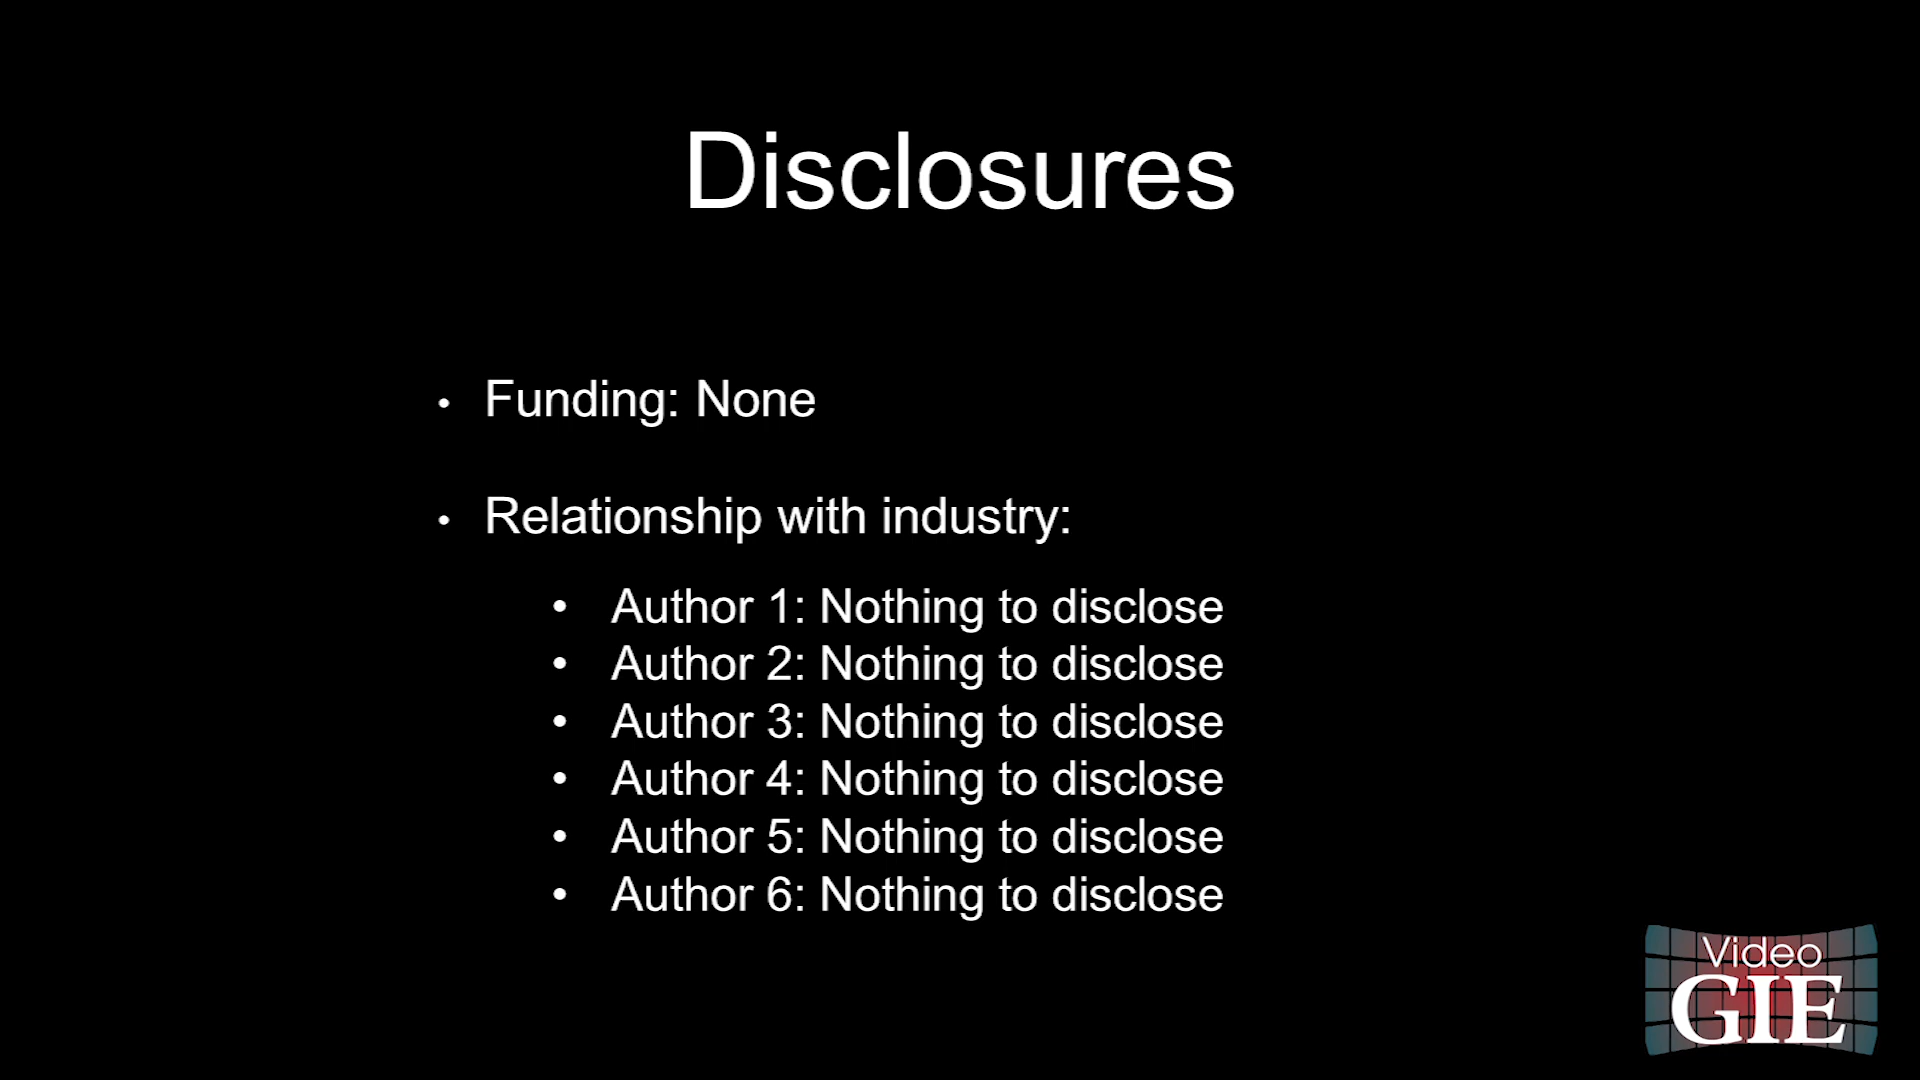 Disclosures
• Funding: None
• Relationship with industry:
• Author 1: Nothing to disclose
• Author 2: Nothing to disclose
• Author 3: Nothing to disclose
• Author 4: Nothing to disclose
• Author 5: Nothing to disclose
• Author 6: Nothing to disclose
Video
GIE